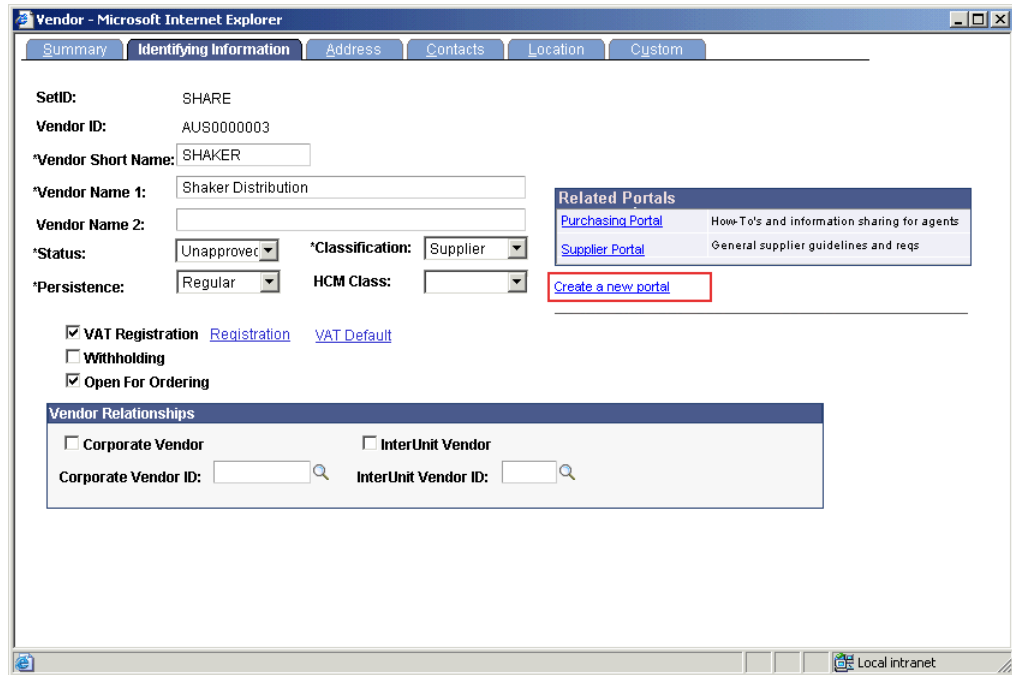 Vendor - Microsoft Internet Explorer
Summary Identifying Information Address Contacts Location Custom
SetID: SHARE
Vendor ID: AUS0000003
*Vendor Short Name: SHAKER
*Vendor Name 1: Shaker Distribution
Related Portals
Vendor Name 2:
Purchasing Portal How-To's and information sharing for agents
*Status: Unapproved *Classification: Supplier
Supplier Portal General supplier guidelines and reqs
*Persistence: Regular HCM Class:
Create a new portal
VAT Registration Registration VAT Default
Withholding
Open For Ordering
Vendor Relationships
Corporate Vendor InterUnit Vendor
Corporate Vendor ID: InterUnit Vendor ID:
Local intranet